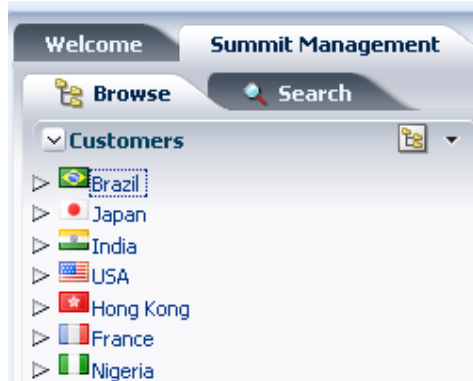 Welcome Summit Management
Browse Search
Customers
Brazil
Japan
India
USA
Hong Kong
France
Nigeria